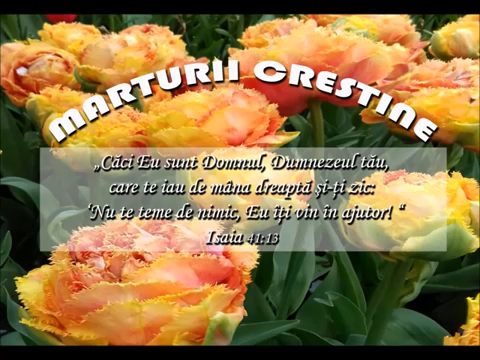 MARTURII CRESTINE
„Căci Eu sunt Domnul, Dumnezeul tău,
care te iau de mâna dreaptă și-ți zic:
‘Nu te teme de nimic, Eu îți vin în ajutor! “
Isaia 41:13